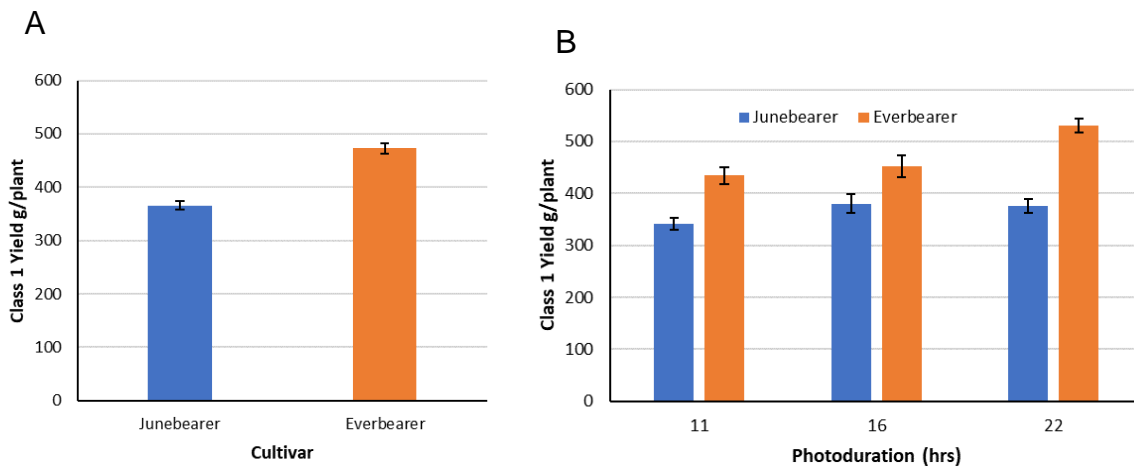 A
600
500
400
300
200
100
0
Class 1 Yield g/plant
Junebearer Everbearer
Cultivar
B
Junebearer Everbearer
600
500
400
300
200
100
0
Class 1 Yield g/plant
11 16 22
Photoduration (hrs)